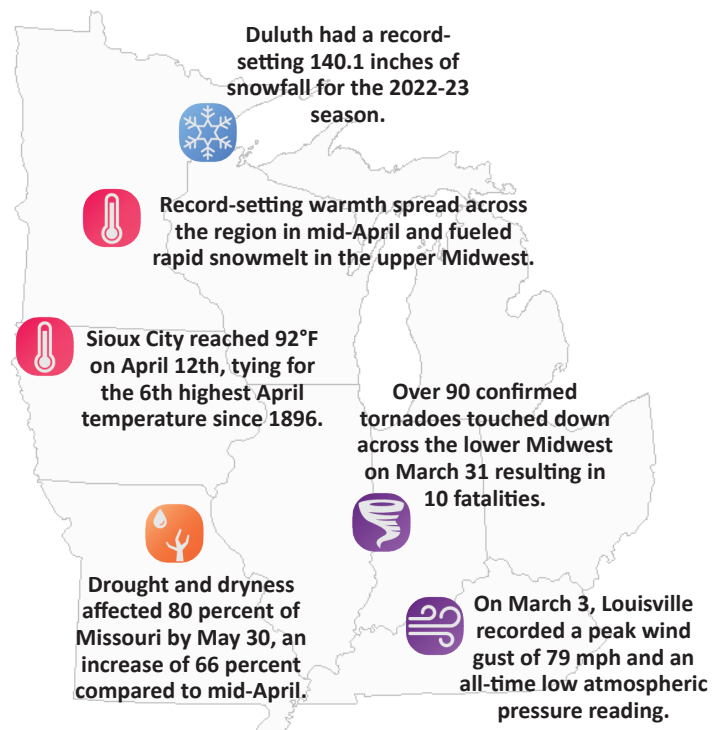 Duluth had a record-
setting 140.1 inches of
snowfall for the 2022-23
season.
Record-setting warmth spread across
the region in mid-April and fueled
rapid snowmelt in the upper Midwest.
Sioux City reached 92°F
on April 12th, tying for
the 6th highest April
temperature since 1896.
Over 90 confirmed
tornadoes touched down
across the lower Midwest
on March 31 resulting in
10 fatalities.
Drought and dryness
affected 80 percent of
Missouri by May 30, an
increase of 66 percent
compared to mid-April.
On March 3, Louisville
recorded a peak wind
gust of 79 mph and an
all-time low atmospheric
pressure reading.